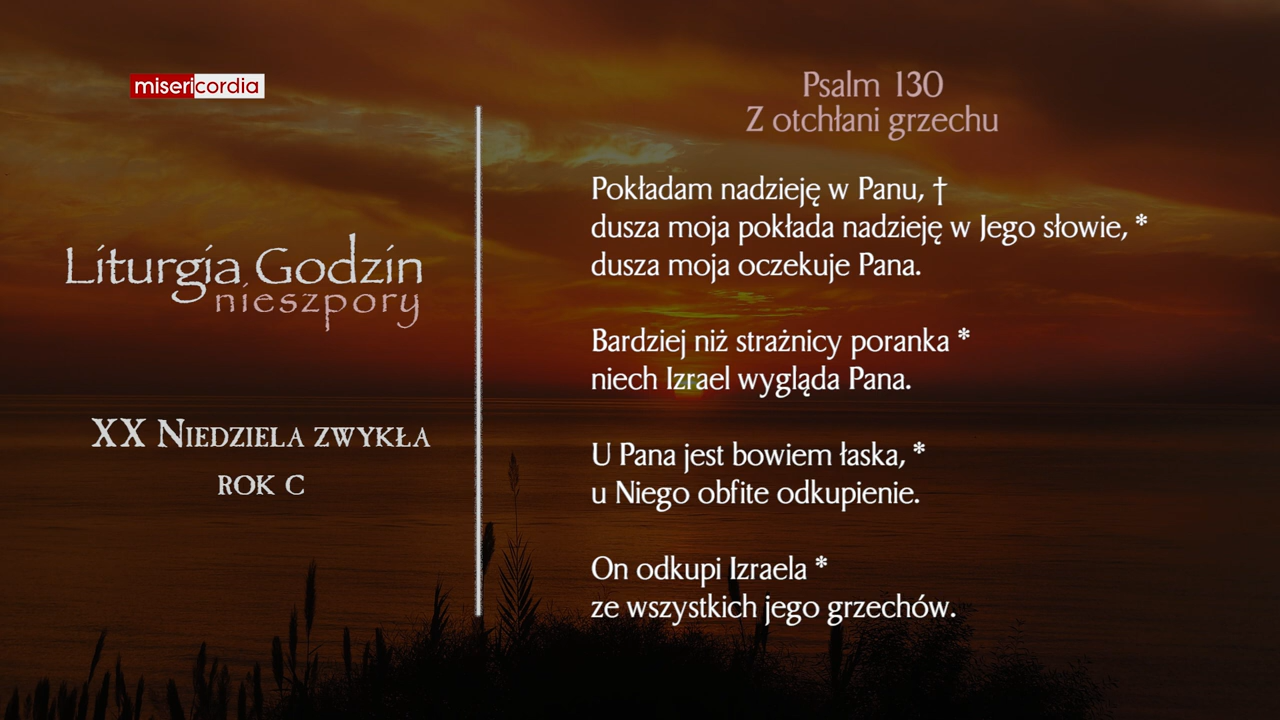 misericordia
Liturgia Godzin
nieszpory
XX Niedziela zwykła
rok C
Psalm 130
Z otchłani grzechu
Pokładam nadzieję w Panu, †
dusza moja pokłada nadzieję w Jego słowie, *
dusza moja oczekuje Pana.
Bardziej niż strażnicy poranka *
niech Izrael wygląda Pana.
U Pana jest bowiem łaska, *
u Niego obfite odkupienie.
On odkupi Izraela *
ze wszystkich jego grzechów.